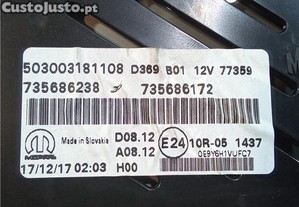 custojusto.pt
503003181108 D369 B01 12V 77359
735686238 735686172
MOPAR
Made in Slovakia
D08.12
A08.12
E24 10R-05 1437
0E9Y6H1VUFC7
17/12/17 02:03 H00